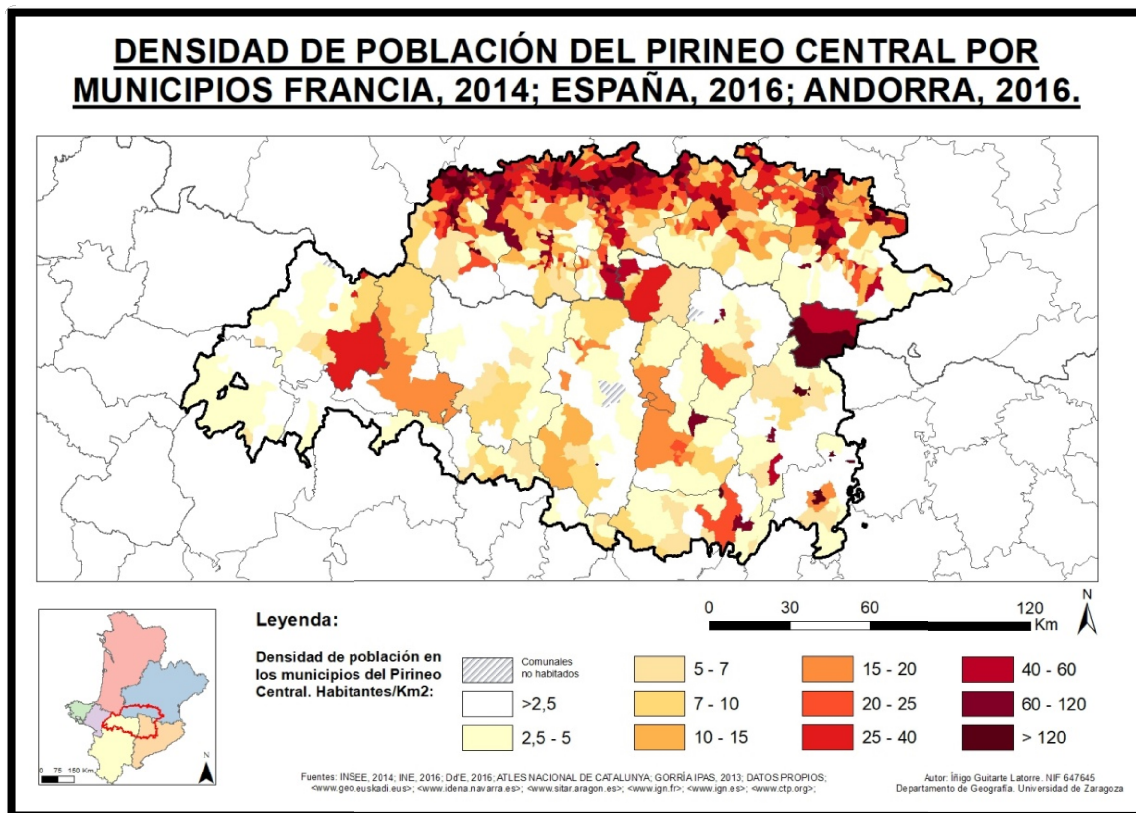 DENSIDAD DE POBLACIÓN DEL PIRINEO CENTRAL POR
MUNICIPIOS FRANCIA, 2014; ESPAÑA, 2016; ANDORRA, 2016.
Leyenda:
Densidad de población en
los municipios del Pirineo
Central. Habitantes/Km2:
Comunales
no habitados
>2,5
2,5 - 5
5 - 7
7 - 10
10 - 15
15 - 20
20 - 25
25 - 40
40 - 60
60 - 120
> 120
0 30 60 120
Km
N
0 75 150 Km
N
Fuentes: INSEE, 2014; INE, 2016; Dd'E, 2016; ATLES NACIONAL DE CATALUNYA; GORRÍA IPAS, 2013; DATOS PROPIOS;
<www.geo.euskadi.eus>; <www.idena.navarra.es>; <www.sitar.aragon.es>; <www.ign.fr>; <www.ign.es>; <www.ctp.org>;
Autor: Íñigo Guitarte Latorre. NIF 647645
Departamento de Geografía. Universidad de Zaragoza